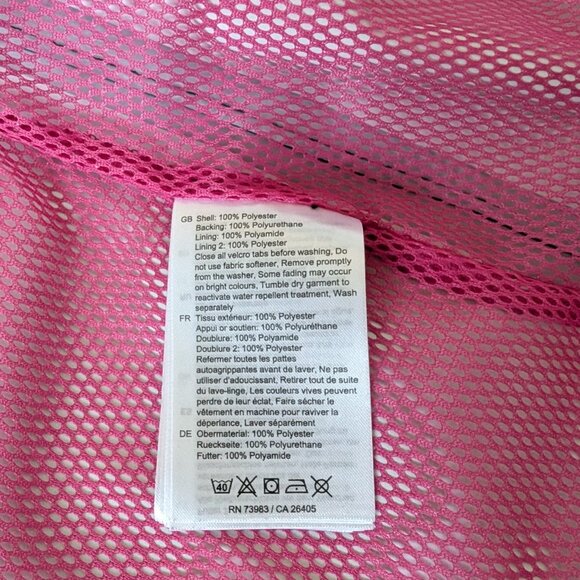 GB Shell: 100% Polyester
Backing: 100% Polyurethane
Lining: 100% Polyamide
Lining 2: 100% Polyester
Close all velcro tabs before washing, Do
not use fabric softener, Remove promptly
from the washer, Some fading may occur
on bright colours, Tumble dry garment to
reactivate water repellent treatment, Wash
separately
FR Tissu extérieur: 100% Polyester
Appui or soutien: 100% Polyuréthane
Doublure: 100% Polyamide
Doublure 2: 100% Polyester
Refermer toutes les pattes
autoagrippantes avant de laver, Ne pas
utiliser d'adoucissant, Retirer tout de suite
du lave-linge, Les couleurs vives peuvent
perdre de leur éclat, Faire sécher le
vêtement en machine pour raviver la
déperlance, Laver séparément
DE Obermaterial: 100% Polyester
Rueckseite: 100% Polyurethane
Futter: 100% Polyamide
40
RN 73983 / CA 26405